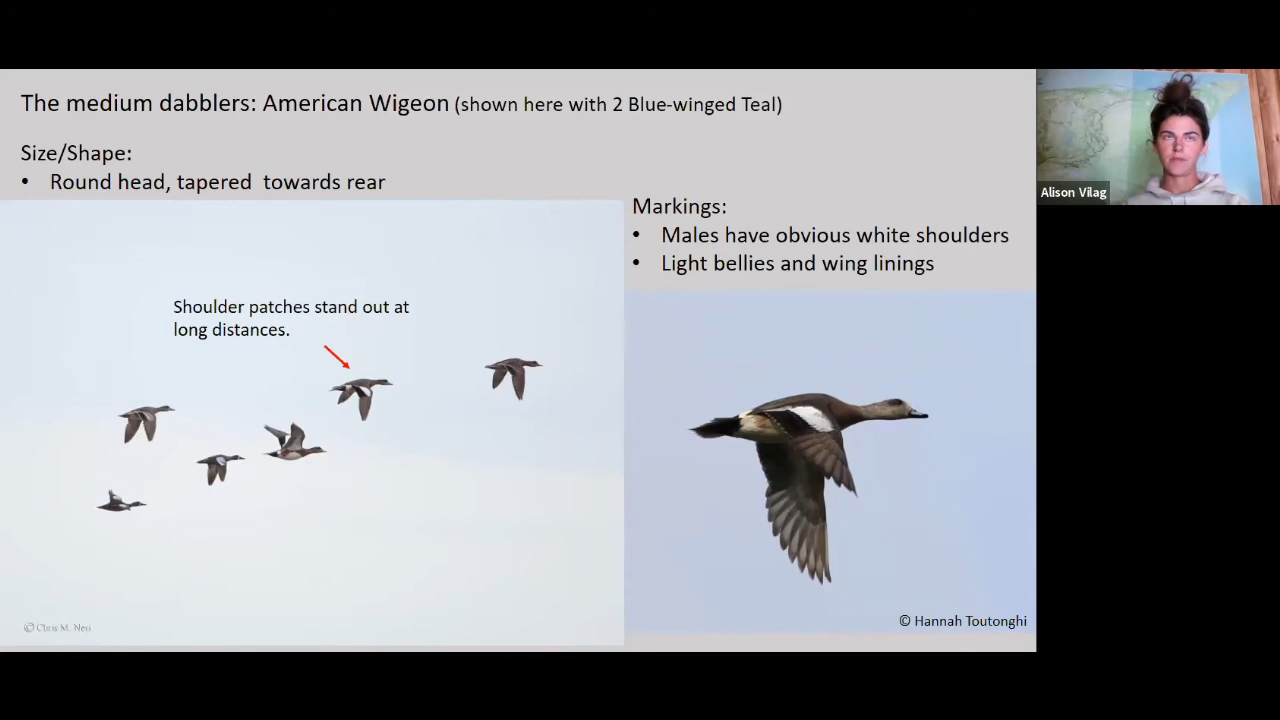 The medium dabblers: American Wigeon (shown here with 2 Blue-winged Teal)
Size/Shape:
• Round head, tapered towards rear
Markings:
• Males have obvious white shoulders
• Light bellies and wing linings
Shoulder patches stand out at
long distances.
© Chris M. Neri
© Hannah Toutonghi
Alison Vilag